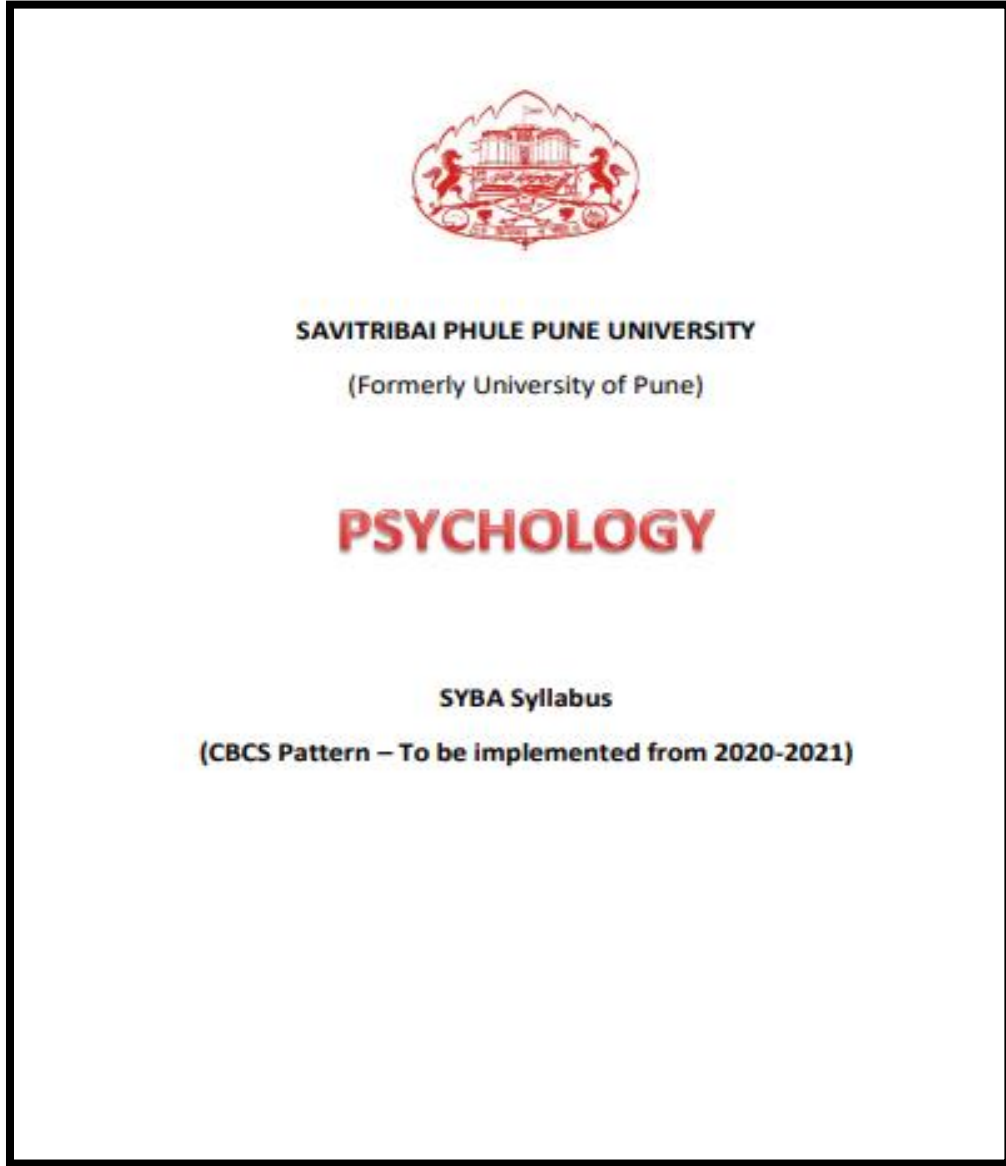 SAVITRIBAI PHULE PUNE UNIVERSITY
(Formerly University of Pune)
PSYCHOLOGY
SYBA Syllabus
(CBCS Pattern – To be implemented from 2020-2021)